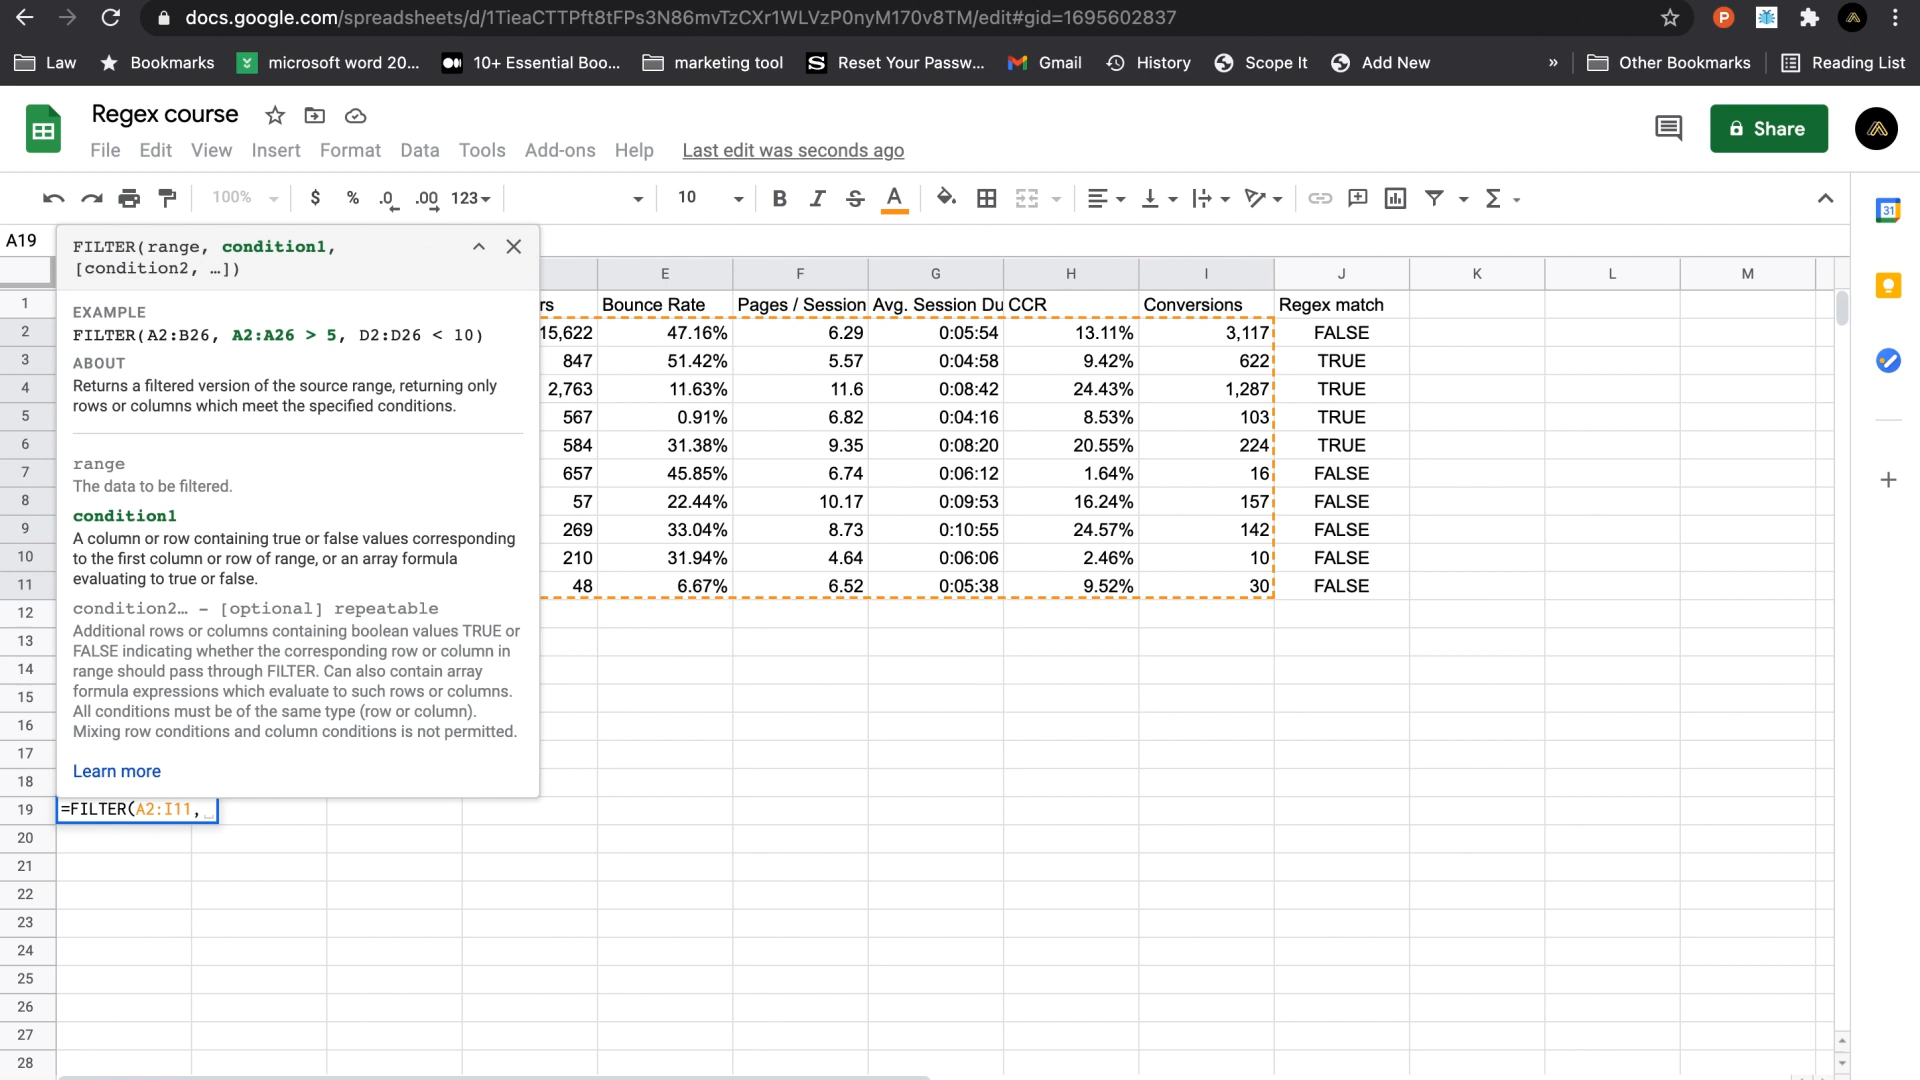 docs.google.com/spreadsheets/d/1TieaCTTPft8tFPs3N86mvTzCXr1WLVzP0nyM170v8TM/edit#gid=1695602837
P
Law
Bookmarks
microsoft word 20...
10+ Essential Boo...
marketing tool
Reset Your Passw...
Gmail
History
Scope It
Add New
»
Other Bookmarks
Reading List
Regex course
Share
File Edit View Insert Format Data Tools Add-ons Help Last edit was seconds ago
100% $ % .0 .00 123 10 B I S A Σ
31
A19
FILTER(range, condition1,
[condition2, …])
EXAMPLE
FILTER(A2:B26, A2:A26 > 5, D2:D26 < 10)
ABOUT
Returns a filtered version of the source range, returning only
rows or columns which meet the specified conditions.
range
The data to be filtered.
condition1
A column or row containing true or false values corresponding
to the first column or row of range, or an array formula
evaluating to true or false.
condition2… - [optional] repeatable
Additional rows or columns containing boolean values TRUE or
FALSE indicating whether the corresponding row or column in
range should pass through FILTER. Can also contain array
formula expressions which evaluate to such rows or columns.
All conditions must be of the same type (row or column).
Mixing row conditions and column conditions is not permitted.
Learn more
E F G H I J K L M
1 rs Bounce Rate Pages / Session Avg. Session Du CCR Conversions Regex match
2 15,622 47.16% 6.29 0:05:54 13.11% 3,117 FALSE
3 847 51.42% 5.57 0:04:58 9.42% 622 TRUE
4 2,763 11.63% 11.6 0:08:42 24.43% 1,287 TRUE
5 567 0.91% 6.82 0:04:16 8.53% 103 TRUE
6 584 31.38% 9.35 0:08:20 20.55% 224 TRUE
7 657 45.85% 6.74 0:06:12 1.64% 16 FALSE
8 57 22.44% 10.17 0:09:53 16.24% 157 FALSE
9 269 33.04% 8.73 0:10:55 24.57% 142 FALSE
10 210 31.94% 4.64 0:06:06 2.46% 10 FALSE
11 48 6.67% 6.52 0:05:38 9.52% 30 FALSE
12
13
14
15
16
17
18
19 =FILTER(A2:I11,
20
21
22
23
24
25
26
27
28